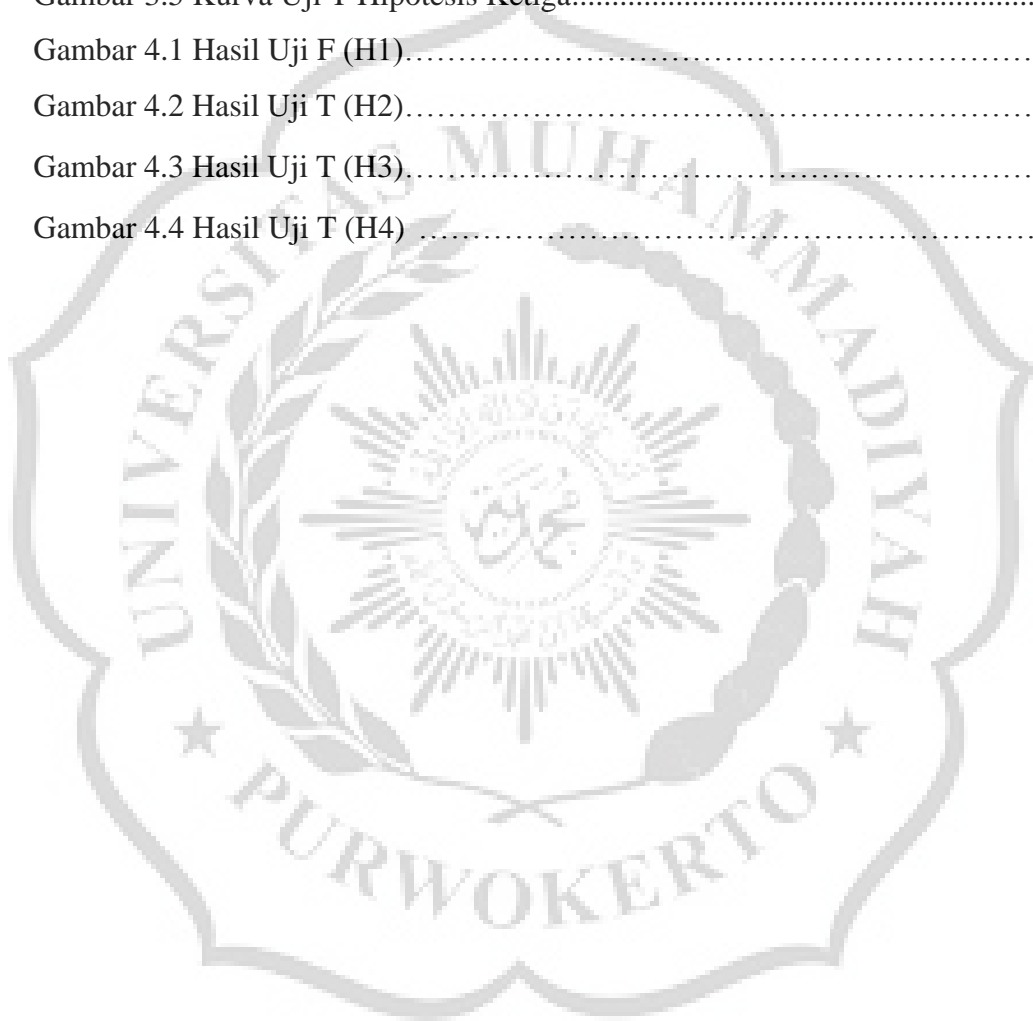 Gambar 3.3 Kurva Uji T Hipotesis Ketiga
Gambar 4.1 Hasil Uji F (H1)
Gambar 4.2 Hasil Uji T (H2)
Gambar 4.3 Hasil Uji T (H3)
Gambar 4.4 Hasil Uji T (H4)
UNIVERSITAS MUHAMMADIYAH
PURWOKERTO